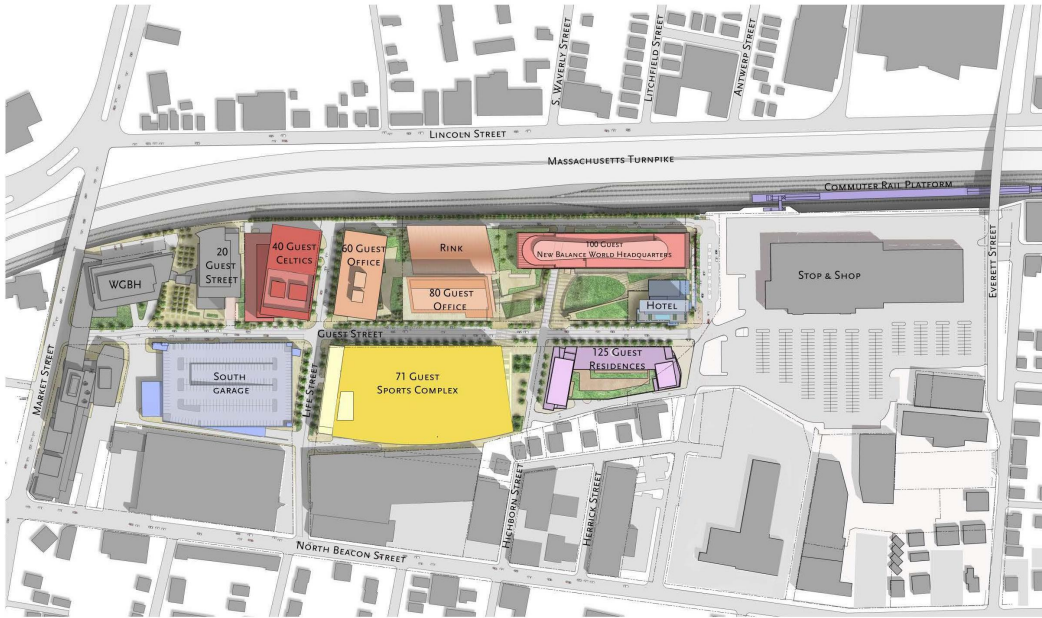 S. Waverly Street
Litchfield Street
Antwerp Street
Lincoln Street
Massachusetts Turnpike
Commuter Rail Platform
40 Guest
Celtics
60 Guest
Office
Rink
100 Guest
New Balance World Headquarters
20
Guest
Street
WGBH
Stop & Shop
Everett Street
80 Guest
Office
Hotel
Guest Street
Market Street
South
Garage
Life Street
71 Guest
Sports Complex
125 Guest
Residences
Hichborn Street
Herrick Street
North Beacon Street